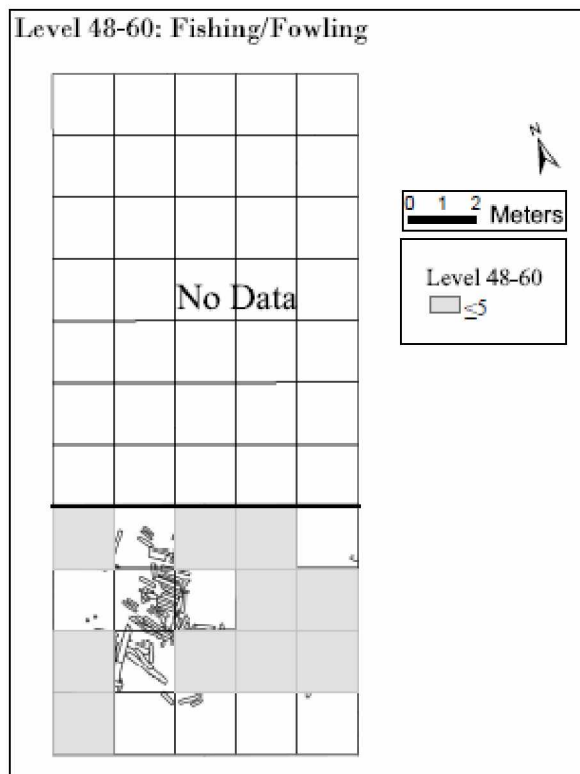 Level 48-60: Fishing/Fowling
N
0 1 2
Meters
Level 48-60
≤5
No Data